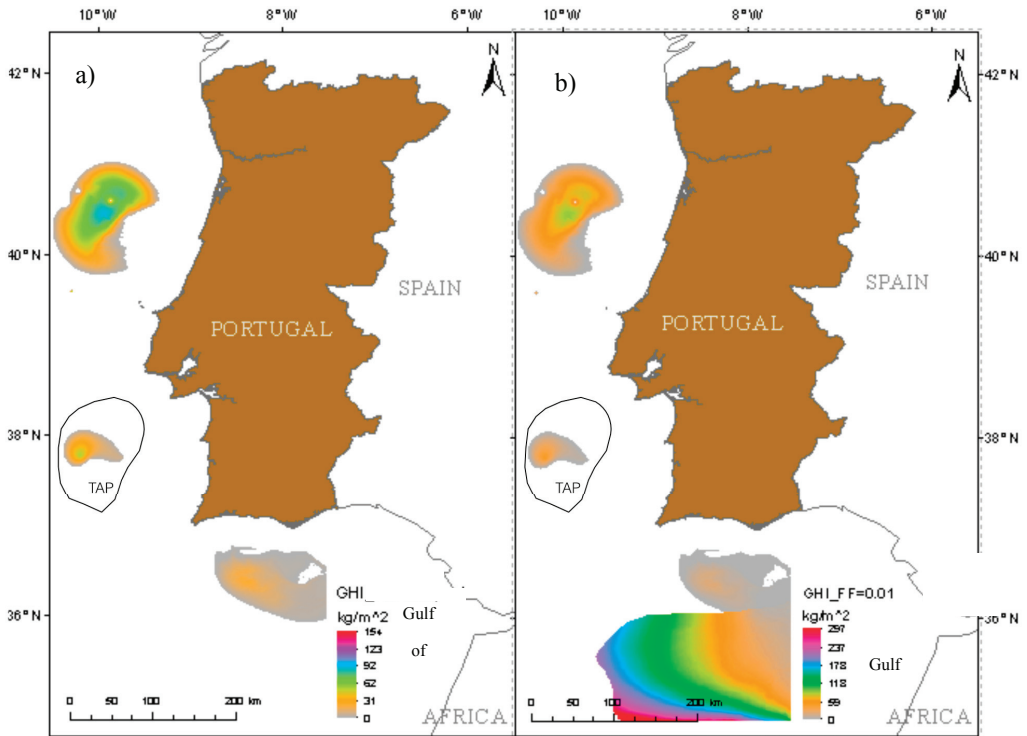 10°W 8°W 6°W 10°W 8°W 6°W
42°N a) N b) N 42°N
40°N 40°N
SPAIN SPAIN
PORTUGAL PORTUGAL
38°N 38°N
TAP TAP
36°N GHI_ Gulf GHI_FF=0.01 36°N
kg/m^2 of kg/m^2
154 297
123 237
92 178 Gulf
62 118
31 59
0 0
0 50 100 200 km 0 50 100 200 km
AFRICA AFRICA